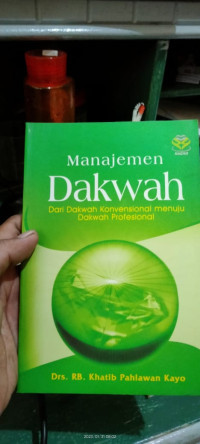 Manajemen
Dakwah
Dari Dakwah Konvensional menuju
Dakwah Profesional
Drs. RB. Khatib Pahlawan Kayo